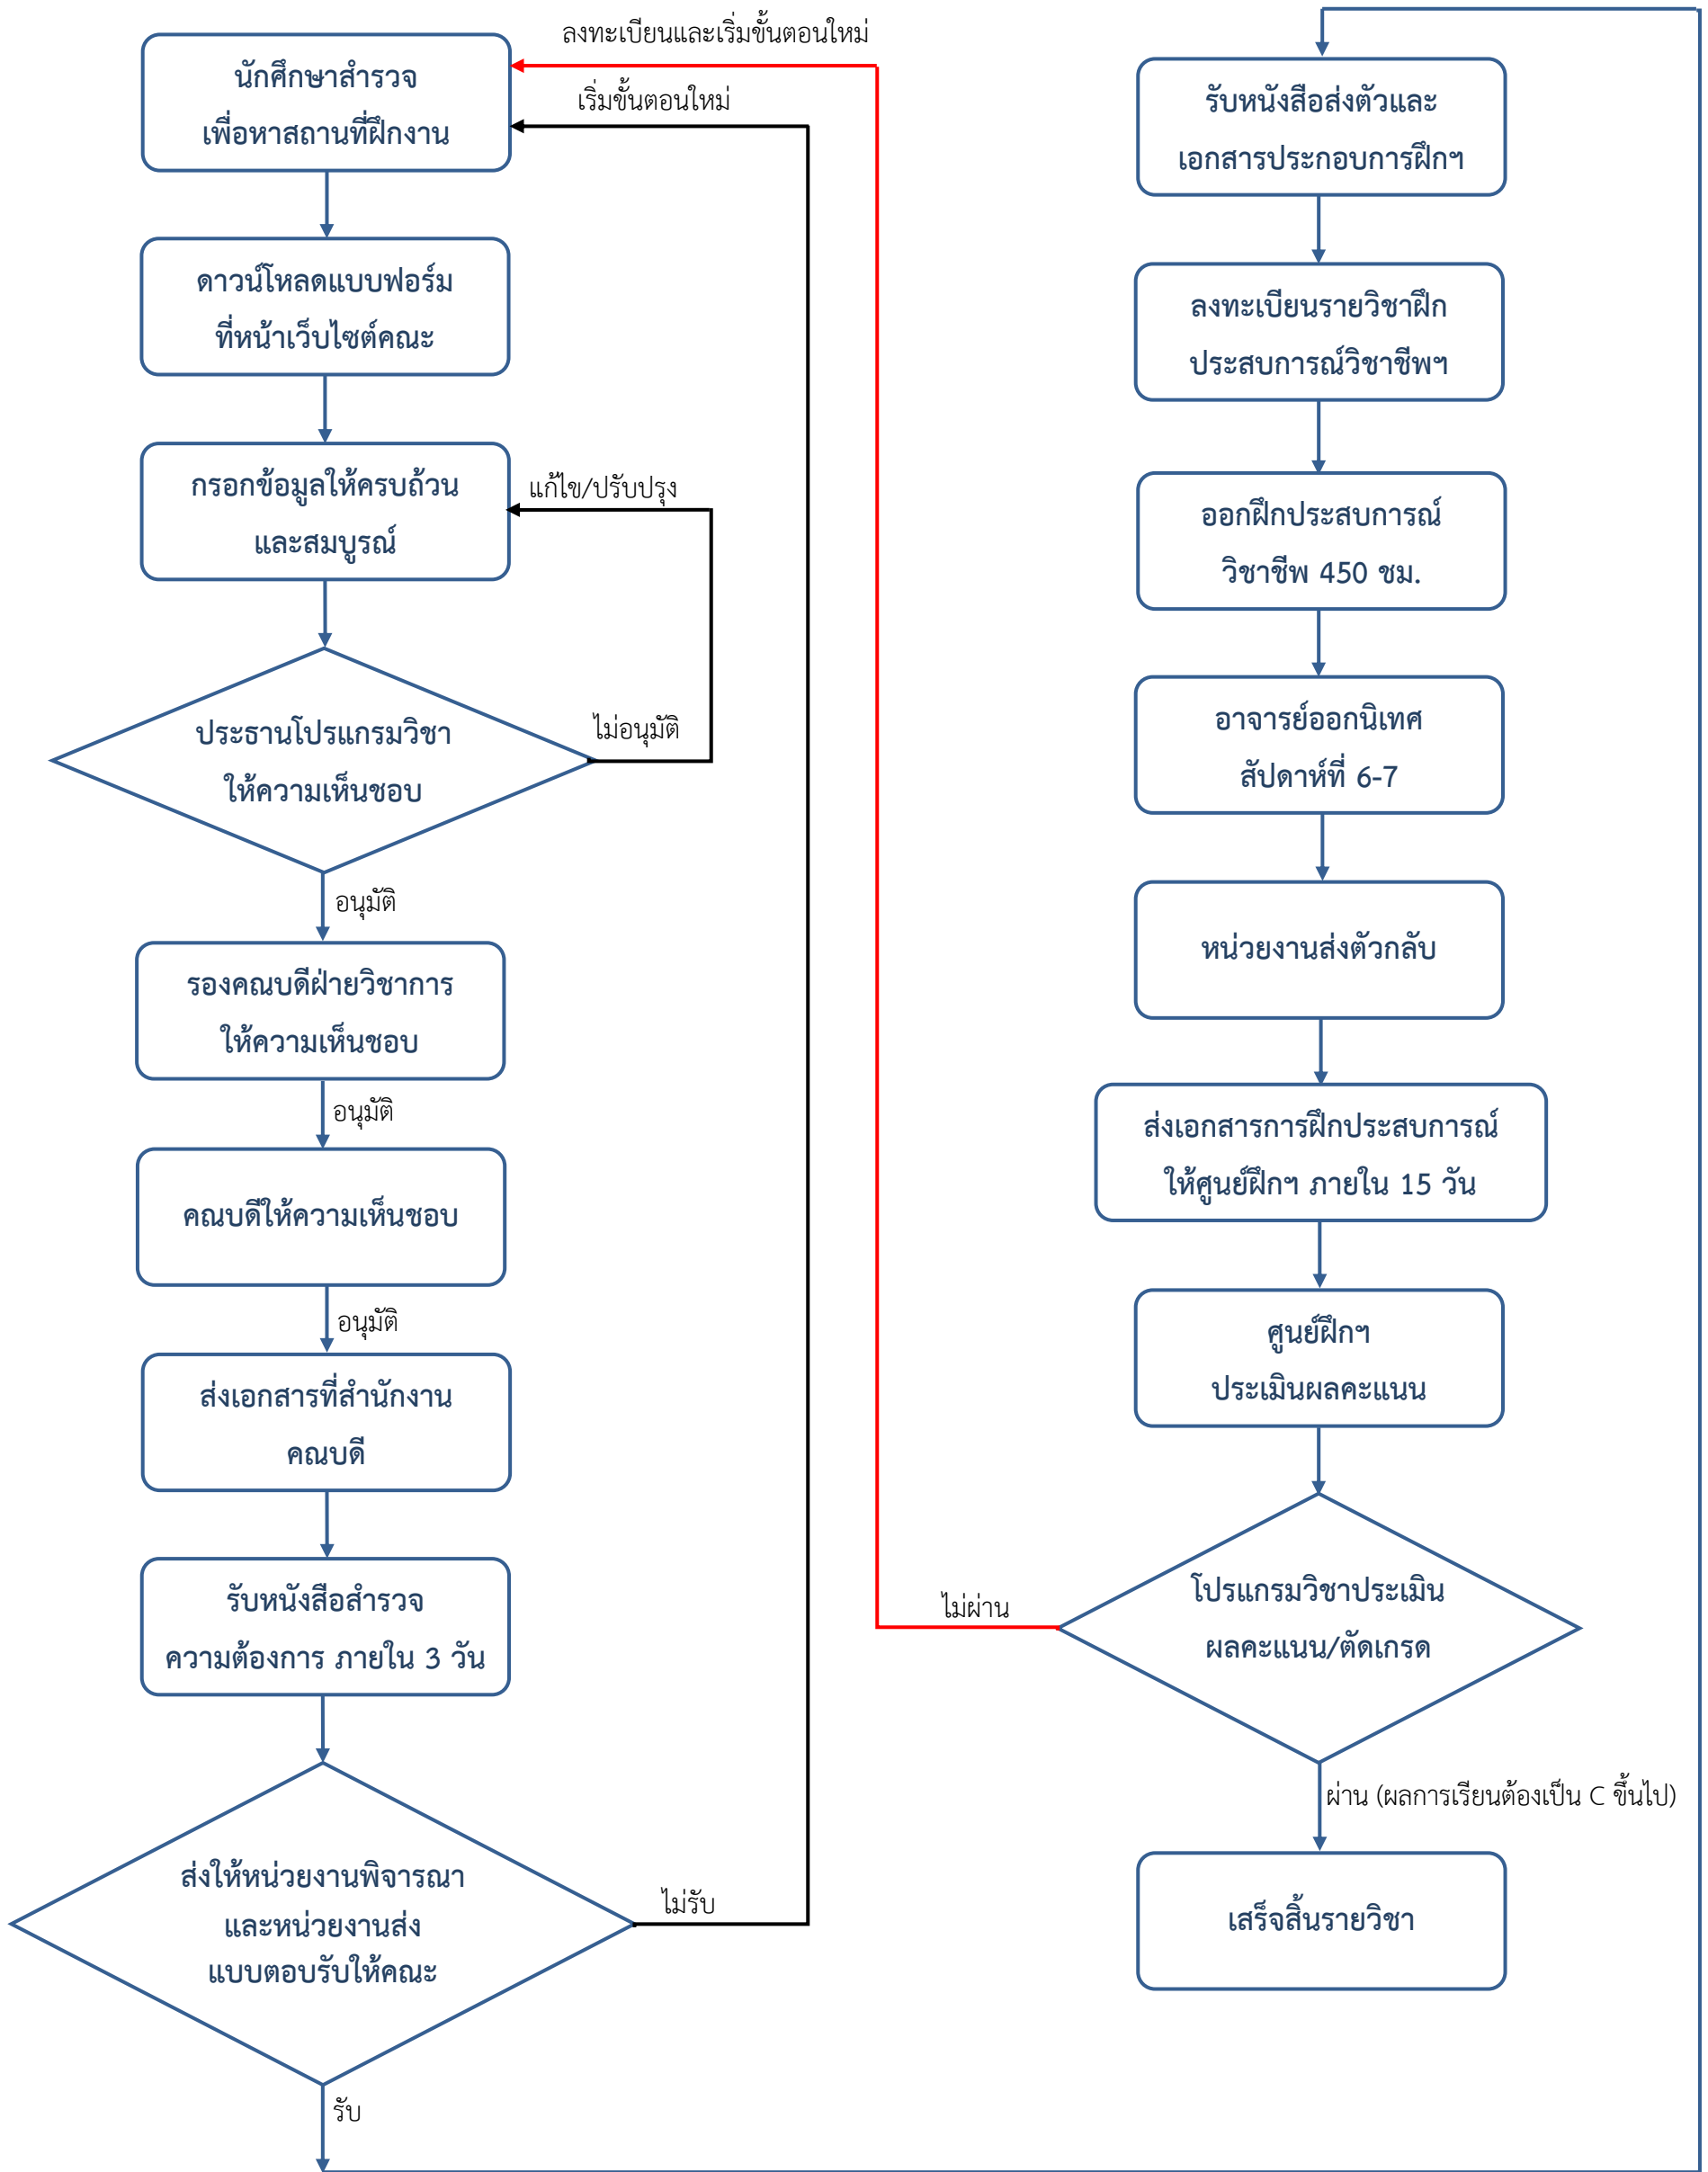 ลงทะเบียนและเริ่มขั้นตอนใหม่
นักศึกษาสำรวจ
เพื่อหาสถานที่ฝึกงาน
เริ่มขั้นตอนใหม่
ดาวน์โหลดแบบฟอร์ม
ที่หน้าเว็บไซต์คณะ
กรอกข้อมูลให้ครบถ้วน
และสมบูรณ์
แก้ไข/ปรับปรุง
ประธานโปรแกรมวิชา
ให้ความเห็นชอบ
ไม่อนุมัติ
อนุมัติ
รองคณบดีฝ่ายวิชาการ
ให้ความเห็นชอบ
อนุมัติ
คณบดีให้ความเห็นชอบ
อนุมัติ
ส่งเอกสารที่สำนักงาน
คณบดี
รับหนังสือสำรวจ
ความต้องการ ภายใน 3 วัน
ส่งให้หน่วยงานพิจารณา
และหน่วยงานส่ง
แบบตอบรับให้คณะ
ไม่รับ
รับ
รับหนังสือส่งตัวและ
เอกสารประกอบการฝึกฯ
ลงทะเบียนรายวิชาฝึก
ประสบการณ์วิชาชีพฯ
ออกฝึกประสบการณ์
วิชาชีพ 450 ชม.
อาจารย์ออกนิเทศ
สัปดาห์ที่ 6-7
หน่วยงานส่งตัวกลับ
ส่งเอกสารการฝึกประสบการณ์
ให้ศูนย์ฝึกฯ ภายใน 15 วัน
ศูนย์ฝึกฯ
ประเมินผลคะแนน
โปรแกรมวิชาประเมิน
ผลคะแนน/ตัดเกรด
ไม่ผ่าน
ผ่าน (ผลการเรียนต้องเป็น C ขึ้นไป)
เสร็จสิ้นรายวิชา